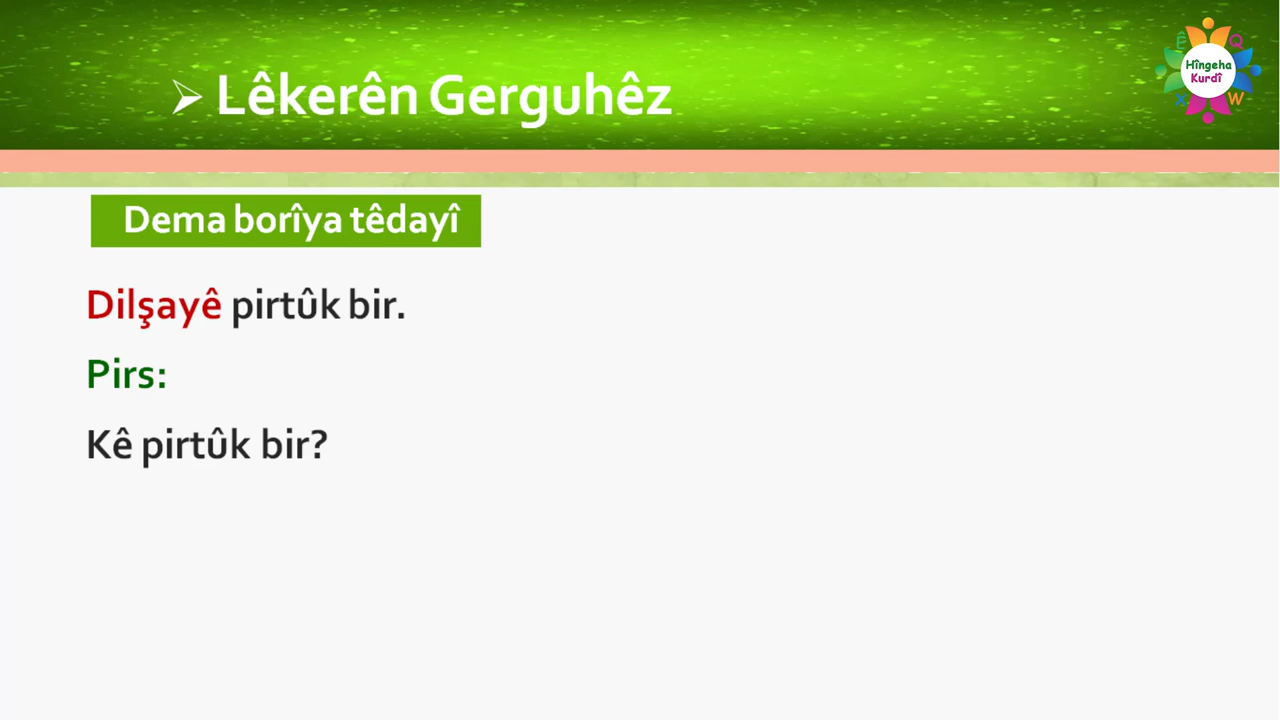 ➢ Lêkerên Gerguhêz
Ê Q
Hîngeha
Kurdî
X W
Dema borîya têdayî
Dilşayê pirtûk bir.
Pirs:
Kê pirtûk bir?